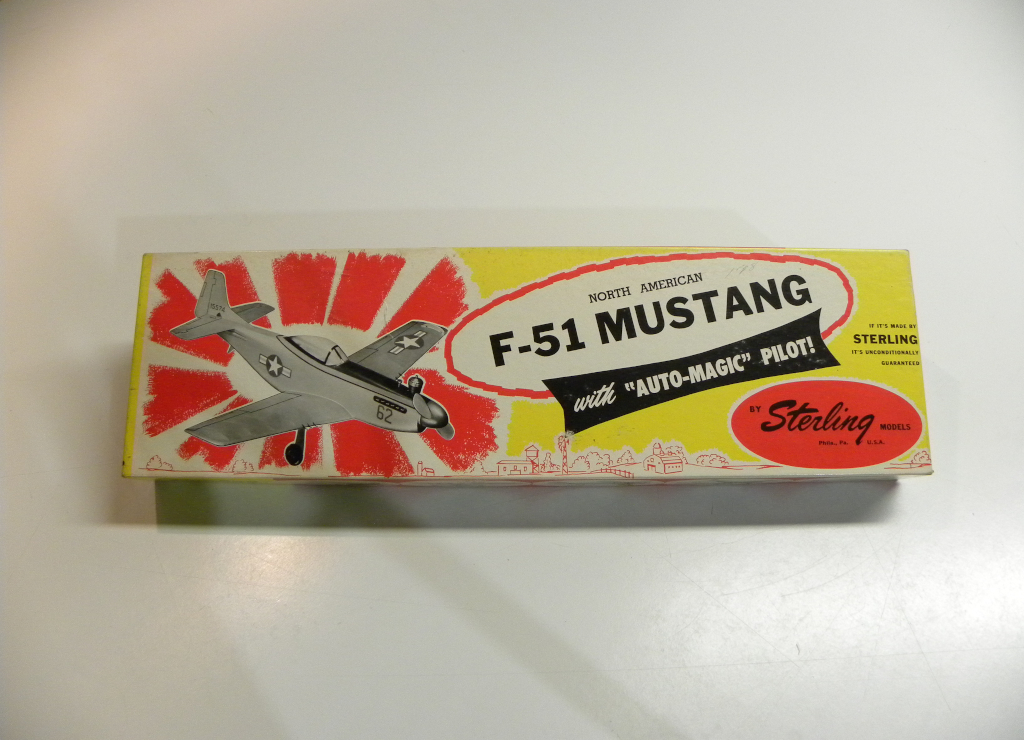 NORTH AMERICAN
F-51 MUSTANG
with "AUTO-MAGIC" PILOT!
IF IT'S MADE BY
STERLING
IT'S UNCONDITIONALLY
GUARANTEED
BY Sterling MODELS
Phila., Pa. U.S.A.
62